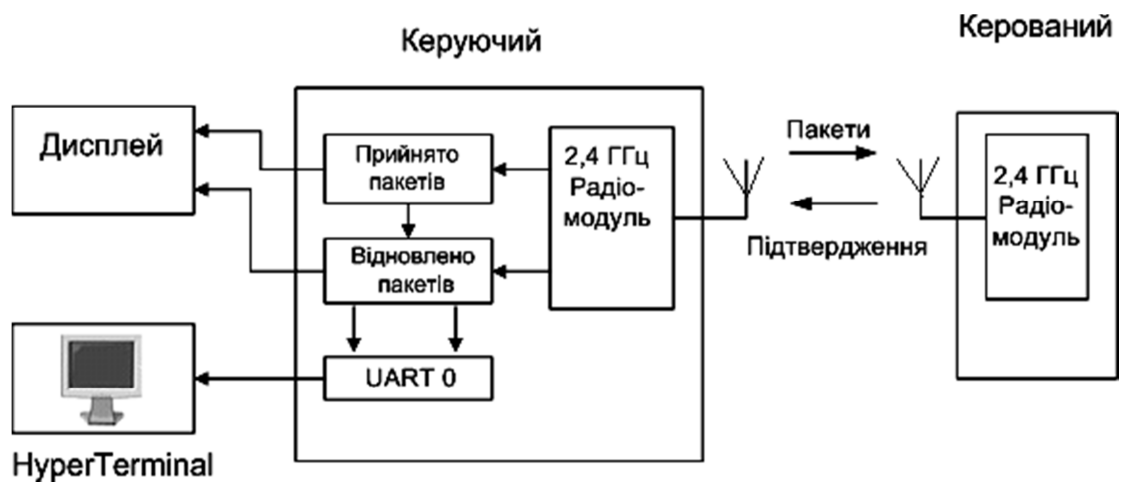 Керуючий
Керований
Дисплей
Прийнято
пакетів
2,4 ГГц
Радіо-
модуль
Пакети
2,4 ГГц
Радіо-
модуль
Підтвердження
Відновлено
пакетів
UART 0
HyperTerminal